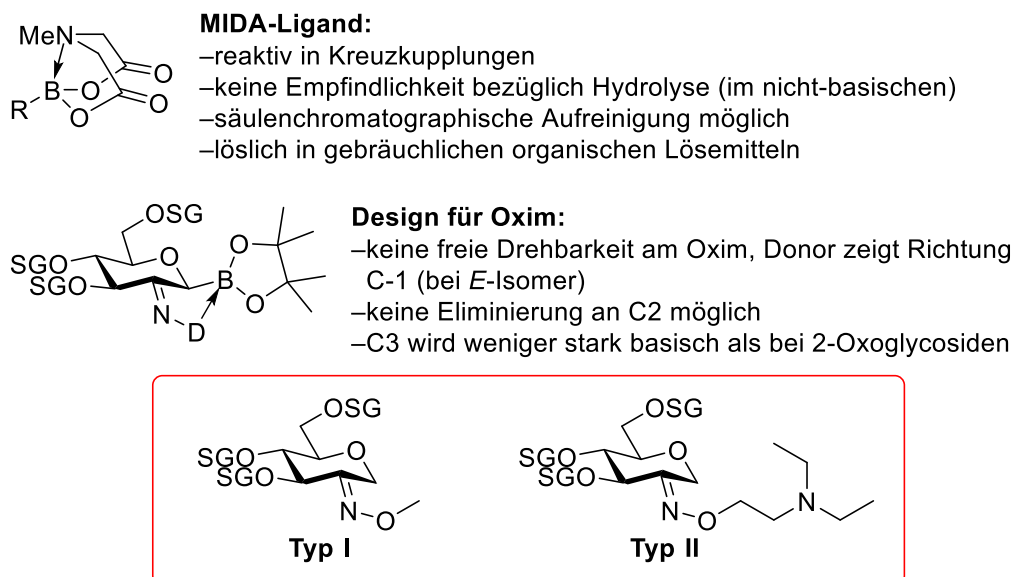 MIDA-Ligand:
–reaktiv in Kreuzkupplungen
–keine Empfindlichkeit bezüglich Hydrolyse (im nicht-basischen)
–säulenchromatographische Aufreinigung möglich
–löslich in gebräuchlichen organischen Lösemitteln
MeN
B
O
O
O
O
R
Design für Oxim:
–keine freie Drehbarkeit am Oxim, Donor zeigt Richtung
C-1 (bei E-Isomer)
–keine Eliminierung an C2 möglich
–C3 wird weniger stark basisch als bei 2-Oxoglycosiden
OSG
O
SGO
SGO
B
O
O
N
D
OSG
O
SGO
SGO
N
O
Typ I
OSG
O
SGO
SGO
N
O
N
Typ II